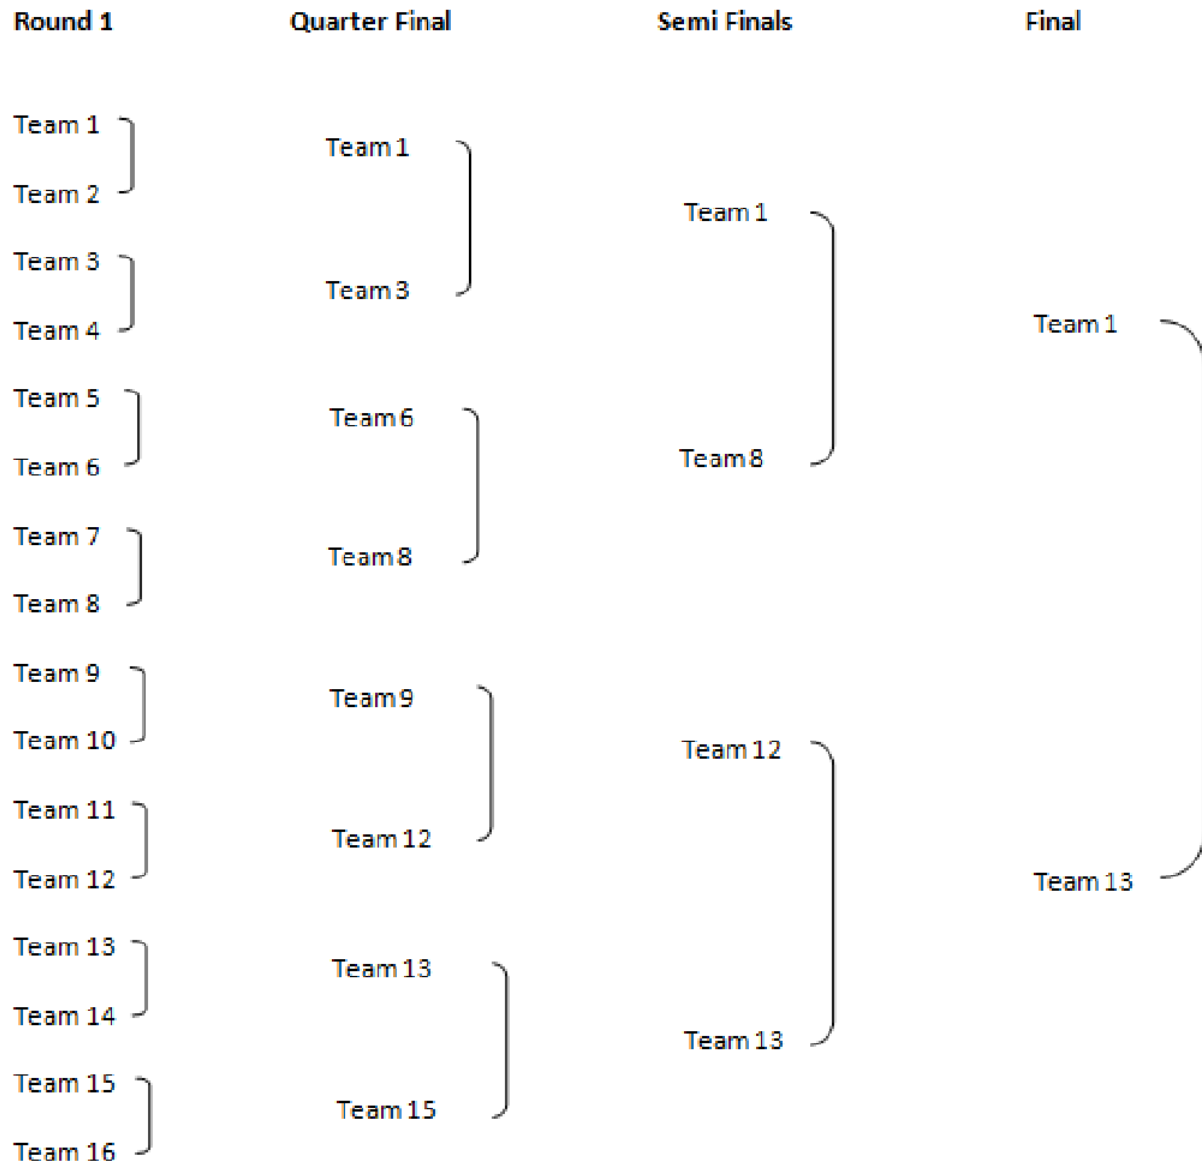 Round 1
Quarter Final
Semi Finals
Final
Team 1
Team 2
Team 3
Team 4
Team 5
Team 6
Team 7
Team 8
Team 9
Team 10
Team 11
Team 12
Team 13
Team 14
Team 15
Team 16
Team 1
Team 3
Team 6
Team 8
Team 9
Team 12
Team 13
Team 15
Team 1
Team 8
Team 12
Team 13
Team 1
Team 13